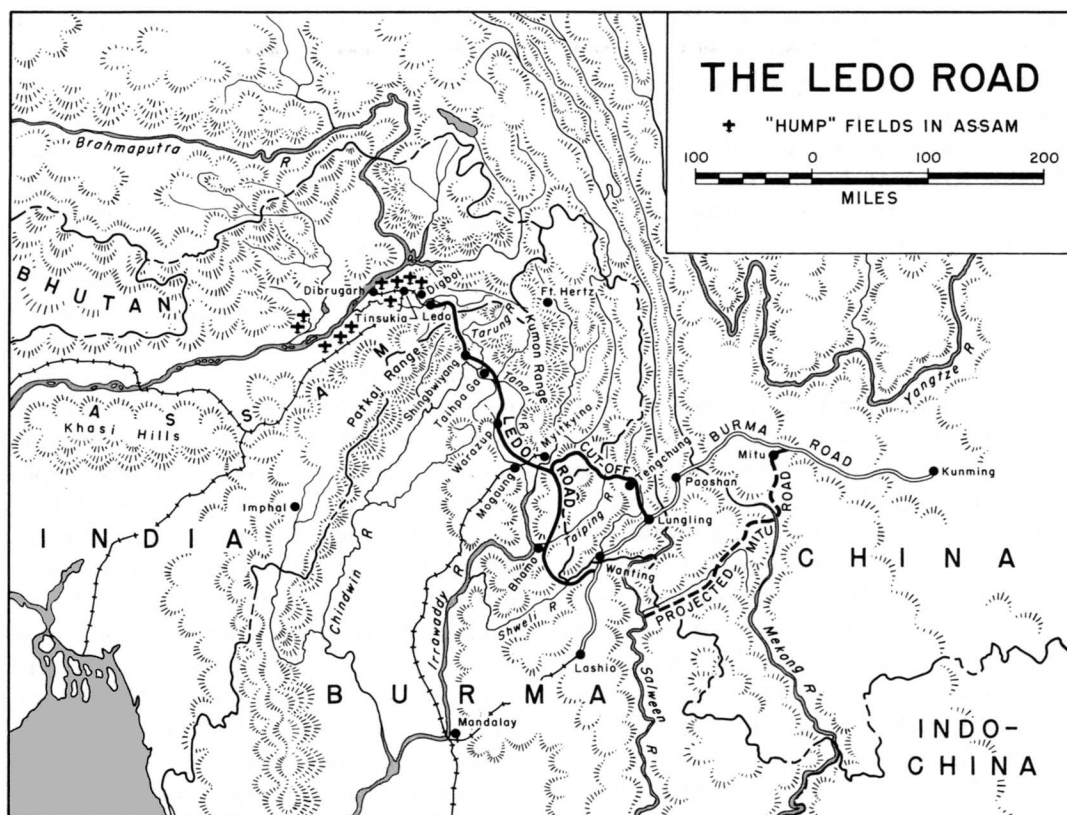 THE LEDO ROAD
"HUMP" FIELDS IN ASSAM
100 0 100 200
MILES
Brahmaputra R
BHUTAN
Dibrugarh
Digboi
Tinsukia
Ledo
Ft. Hertz
Tarung R
Kumon Range
ASSAM
Khasi Hills
Patkai Range
Shingbwiyang
Taihpa Ga
Tanai R
Warazup
LEDO ROAD
Myitkyina
Mogaung
CUT-OFF
Tengchung
Paoshan
BURMA ROAD
Mitu
Kunming
Yangtze R
Imphal
INDIA
Chindwin R
Irrawaddy R
Bhamo
Taiping R
Lungling
Wanting
Shweli R
PROJECTED MITU ROAD
CHINA
Lashio
Salween R
Mekong R
BURMA
Mandalay
INDO-
CHINA